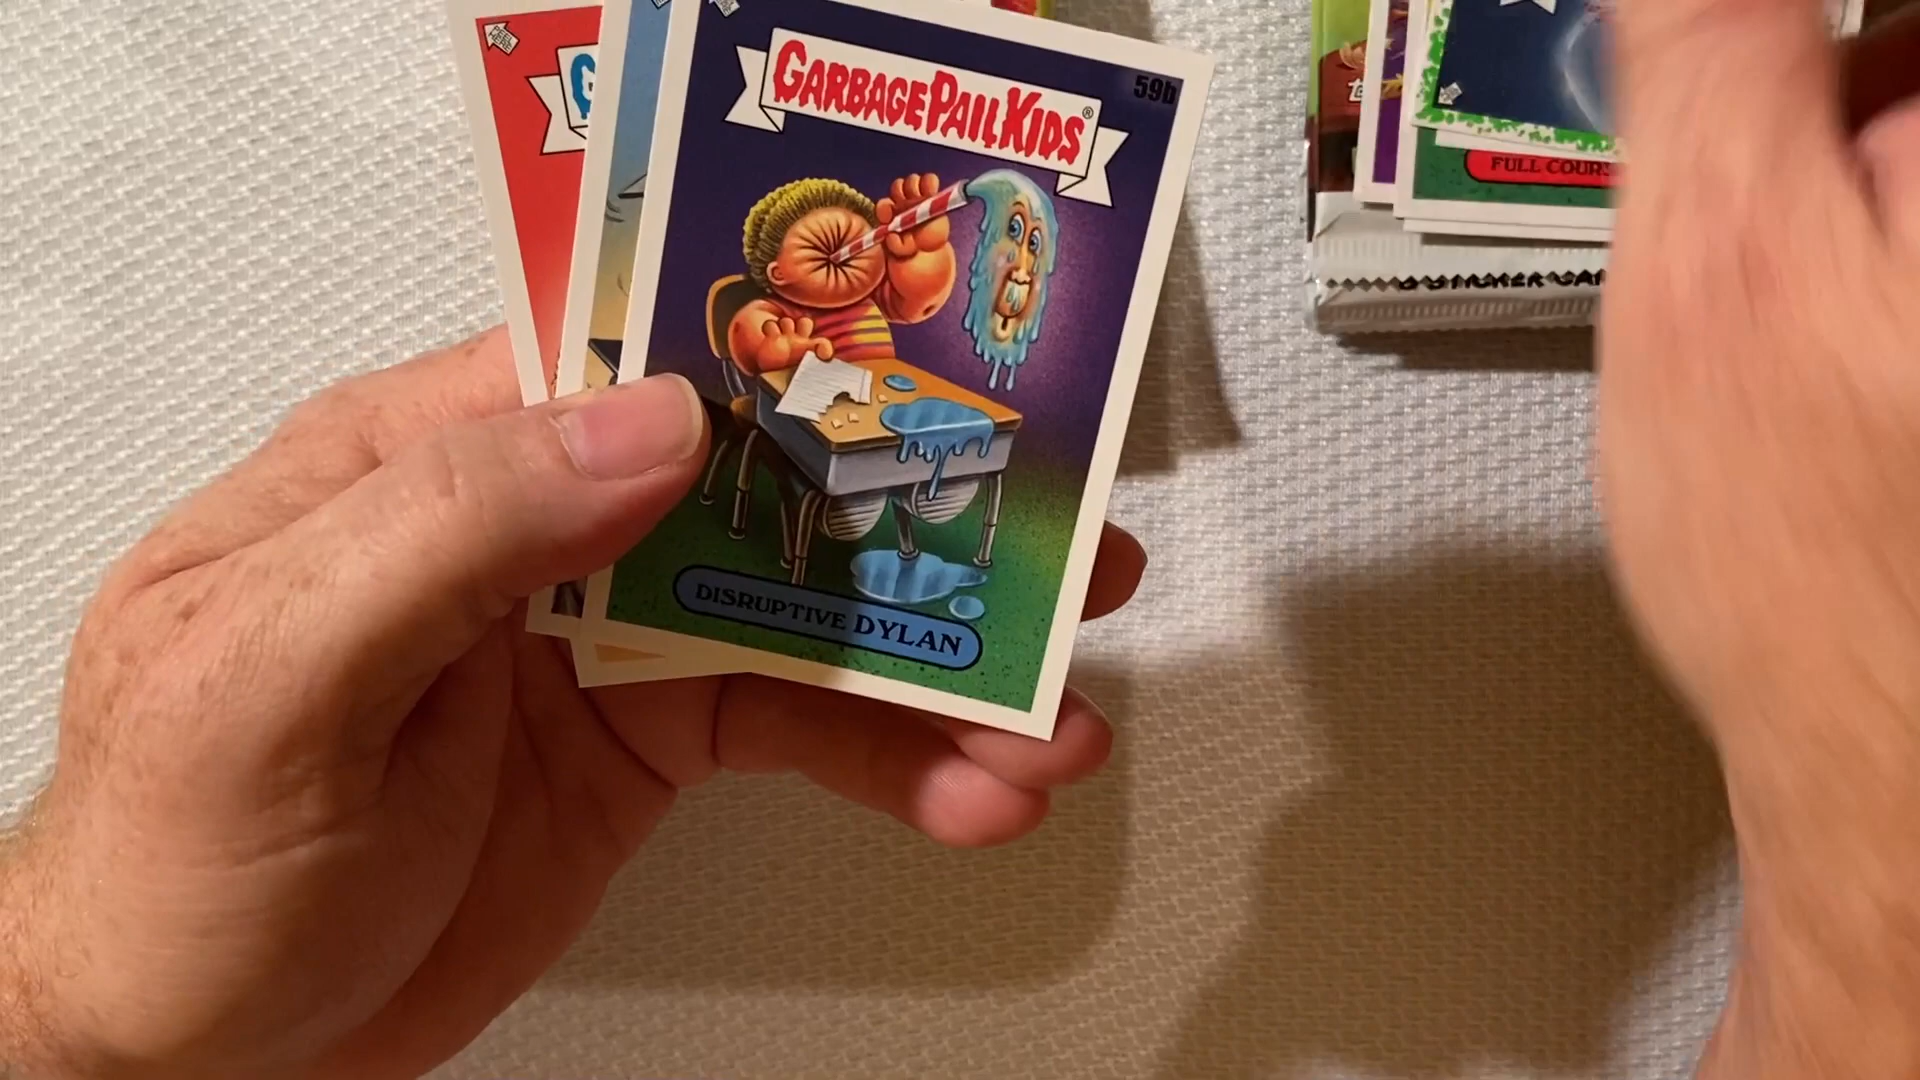 59b
GARBAGE PAIL KIDS®
DISRUPTIVE DYLAN
FULL COURS
STICKER CA